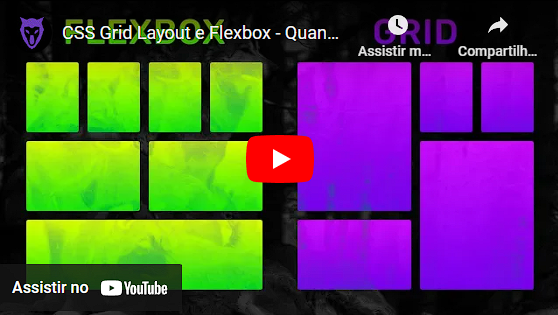 FLEXBOX
GRID
CSS Grid Layout e Flexbox - Quan...
Assistir m...
Compartilh...
Assistir no YouTube